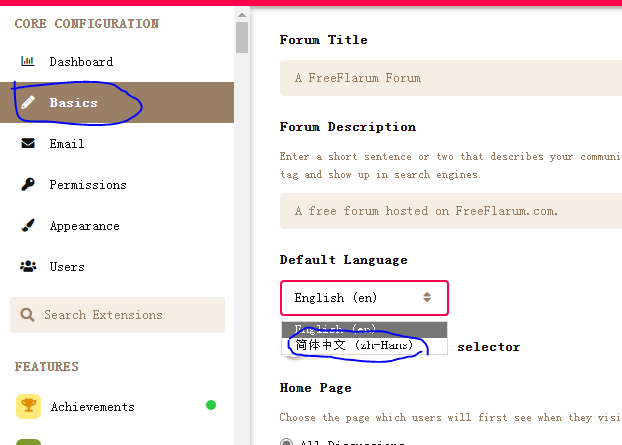 CORE CONFIGURATION
Dashboard
Basics
Email
Permissions
Appearance
Users
Search Extensions
FEATURES
Achievements
Forum Title
A FreeFlarum Forum
Forum Description
Enter a short sentence or two that describes your communi
tag and show up in search engines.
A free forum hosted on FreeFlarum.com.
Default Language
English (en)
English (en)
简体中文 (zh-Hans)
selector
Home Page
Choose the page which users will first see when they visi
All Discussions